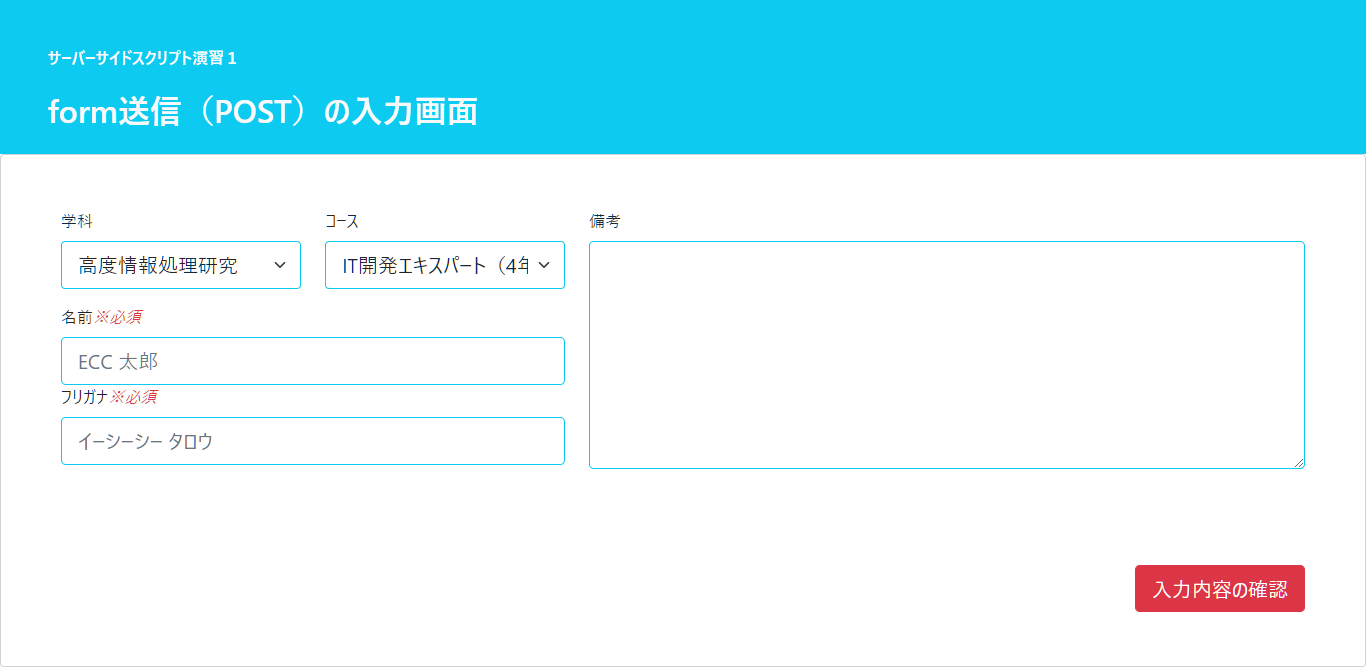 サーバーサイドスクリプト演習１
form送信（POST）の入力画面
学科
高度情報処理研究
コース
IT開発エキスパート（4年
名前※必須
ECC 太郎
フリガナ※必須
イーシーシー タロウ
備考
入力内容の確認